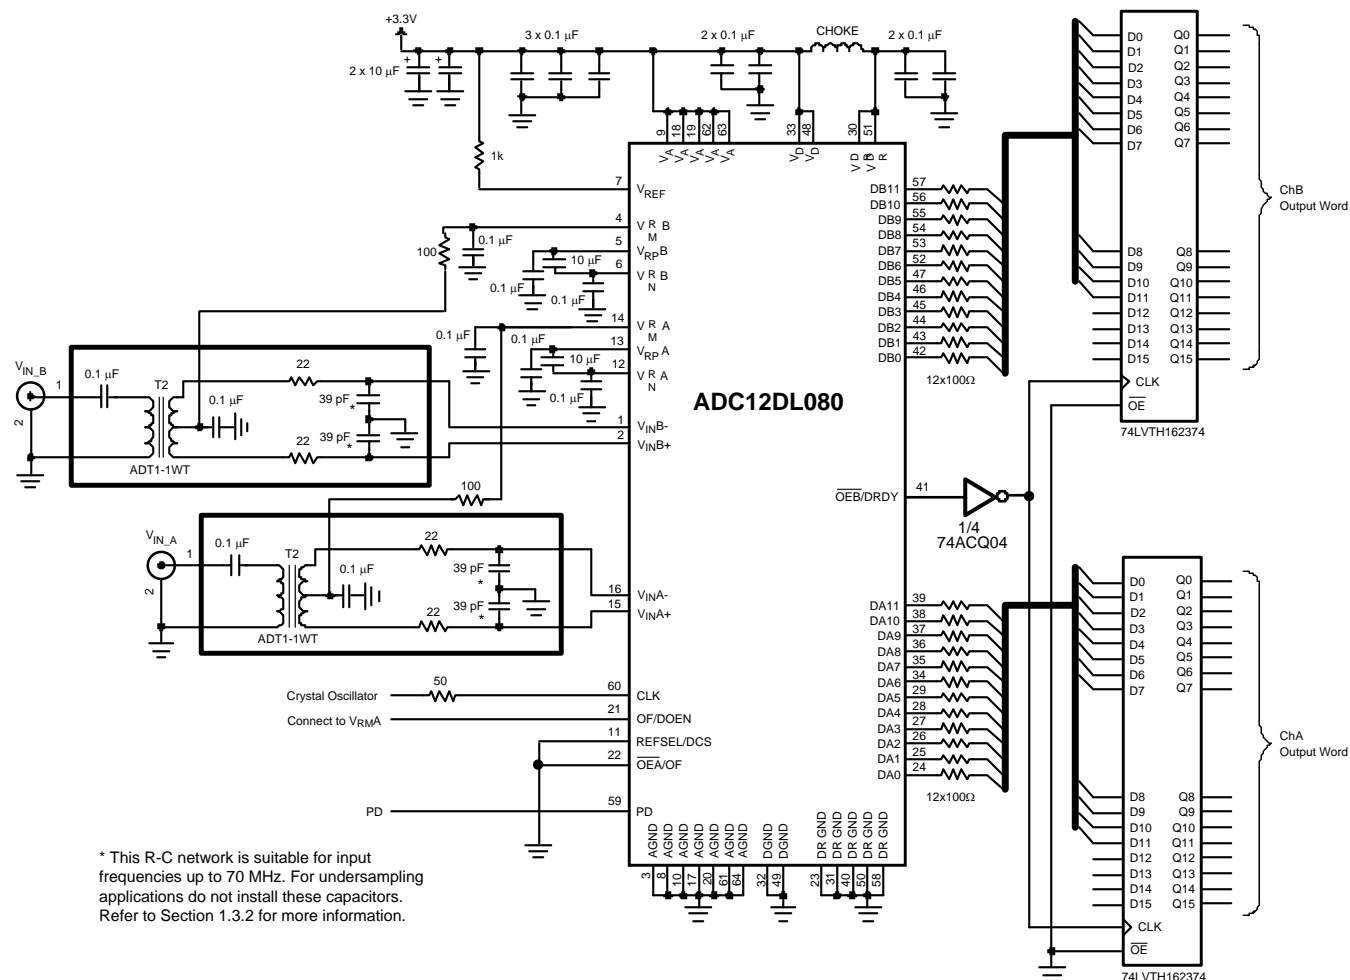 +3.3V
2 x 10 μF
+
+
3 x 0.1 μF
2 x 0.1 μF
CHOKE
2 x 0.1 μF
1k
9
18
19
62
63
33
48
30
51
VA
VA
VA
VA
VA
VD
VD
VDR
VDR
7
VREF
4
VRMB
5
VRPB
6
VRNB
14
VRMA
13
VRPA
12
VRNA
100
0.1 μF
0.1 μF
10 μF
0.1 μF
0.1 μF
0.1 μF
10 μF
0.1 μF
VIN_B
1
2
0.1 μF
T2
0.1 μF
22
22
39 pF
*
39 pF
*
ADT1-1WT
1
VINB-
2
VINB+
100
VIN_A
1
2
0.1 μF
T2
0.1 μF
22
22
39 pF
*
39 pF
*
ADT1-1WT
16
VINA-
15
VINA+
Crystal Oscillator
50
60
CLK
Connect to VRMA
21
OF/DOEN
11
REFSEL/DCS
22
OEA/OF
PD
59
PD
ADC12DL080
AGND
AGND
AGND
AGND
AGND
AGND
AGND
DGND
DGND
DR GND
DR GND
DR GND
DR GND
DR GND
3
8
10
17
20
61
64
32
49
23
31
40
50
58
DB11 57
DB10 56
DB9 55
DB8 54
DB7 53
DB6 52
DB5 47
DB4 46
DB3 45
DB2 44
DB1 43
DB0 42
12x100Ω
OEB/DRDY
41
1/4
74ACQ04
DA11 39
DA10 38
DA9 37
DA8 36
DA7 35
DA6 34
DA5 29
DA4 28
DA3 27
DA2 26
DA1 25
DA0 24
12x100Ω
D0 Q0
D1 Q1
D2 Q2
D3 Q3
D4 Q4
D5 Q5
D6 Q6
D7 Q7
D8 Q8
D9 Q9
D10 Q10
D11 Q11
D12 Q12
D13 Q13
D14 Q14
D15 Q15
CLK
OE
74LVTH162374
ChB
Output Word
D0 Q0
D1 Q1
D2 Q2
D3 Q3
D4 Q4
D5 Q5
D6 Q6
D7 Q7
D8 Q8
D9 Q9
D10 Q10
D11 Q11
D12 Q12
D13 Q13
D14 Q14
D15 Q15
CLK
OE
74LVTH162374
ChA
Output Word
* This R-C network is suitable for input
frequencies up to 70 MHz. For undersampling
applications do not install these capacitors.
Refer to Section 1.3.2 for more information.